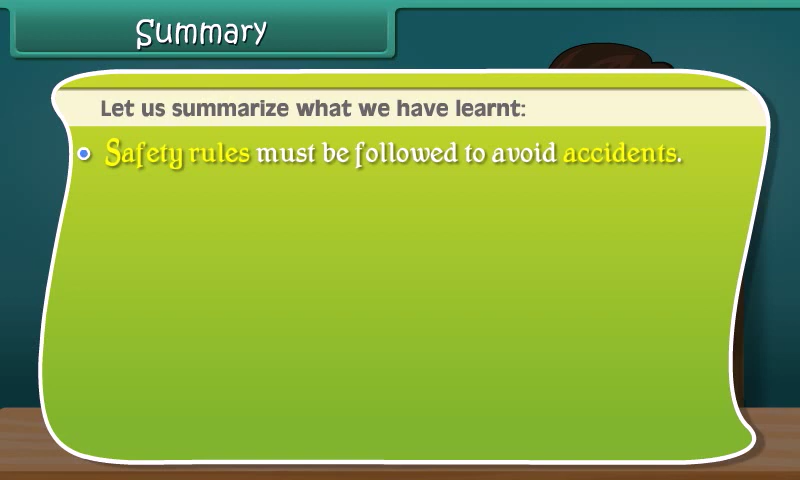 Summary
Let us summarize what we have learnt:
Safety rules must be followed to avoid accidents.